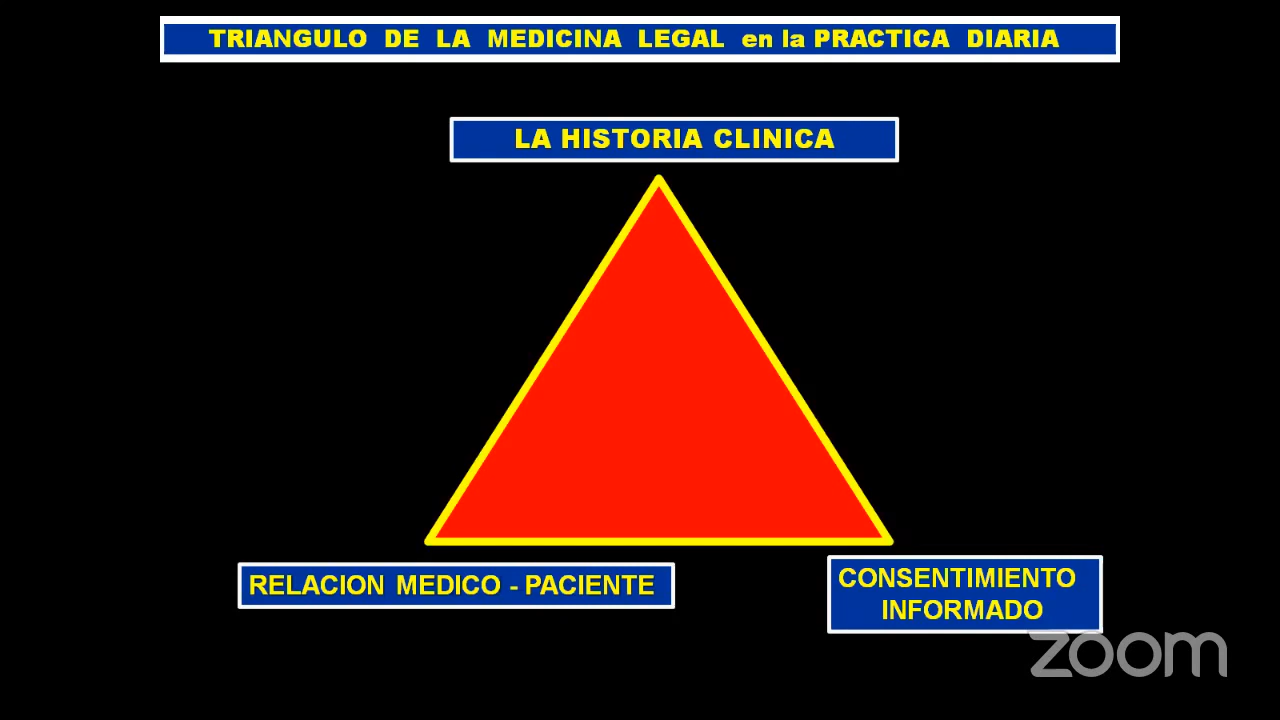 TRIANGULO DE LA MEDICINA LEGAL en la PRACTICA DIARIA
LA HISTORIA CLINICA
RELACION MEDICO - PACIENTE
CONSENTIMIENTO
INFORMADO
zoom